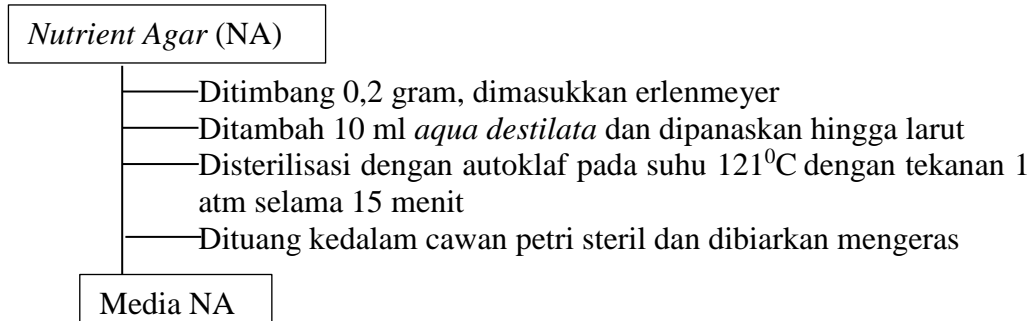 Nutrient Agar (NA)
Ditimbang 0,2 gram, dimasukkan erlenmeyer
Ditambah 10 ml aqua destilata dan dipanaskan hingga larut
Disterilisasi dengan autoklaf pada suhu 121⁰C dengan tekanan 1
atm selama 15 menit
Dituang kedalam cawan petri steril dan dibiarkan mengeras
Media NA